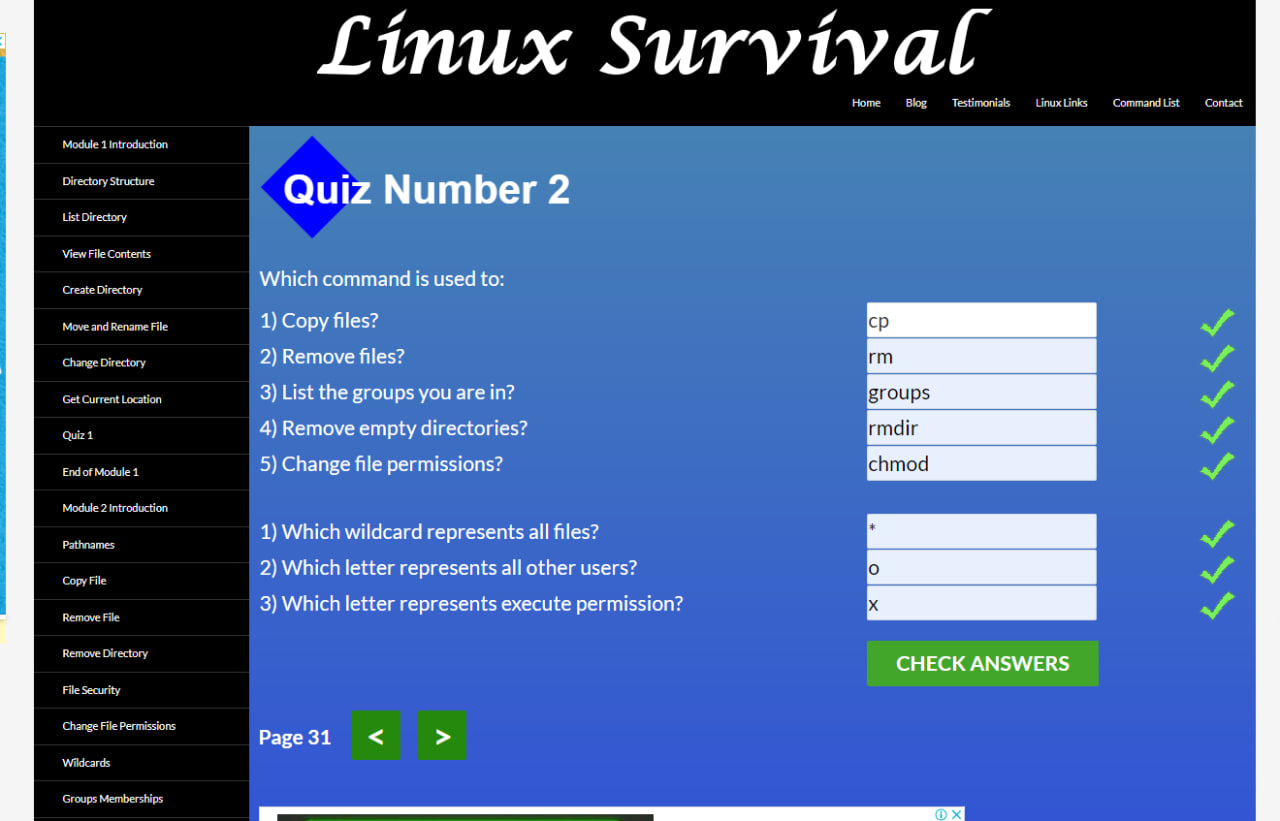 Linux Survival
Home Blog Testimonials Linux Links Command List Contact
Module 1 Introduction
Directory Structure
List Directory
View File Contents
Create Directory
Move and Rename File
Change Directory
Get Current Location
Quiz 1
End of Module 1
Module 2 Introduction
Pathnames
Copy File
Remove File
Remove Directory
File Security
Change File Permissions
Wildcards
Groups Memberships
Quiz Number 2
Which command is used to:
1) Copy files? cp
2) Remove files? rm
3) List the groups you are in? groups
4) Remove empty directories? rmdir
5) Change file permissions? chmod
1) Which wildcard represents all files? *
2) Which letter represents all other users? o
3) Which letter represents execute permission? x
CHECK ANSWERS
Page 31 < >